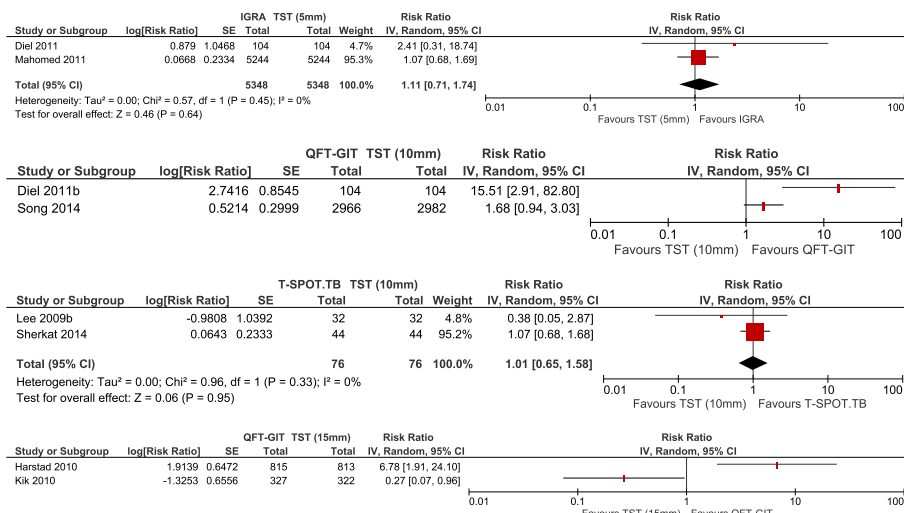 IGRA TST (5mm) Risk Ratio Risk Ratio
Study or Subgroup log[Risk Ratio] SE Total Total Weight IV, Random, 95% CI IV, Random, 95% CI
Diel 2011 0.879 1.0468 104 104 4.7% 2.41 [0.31, 18.74]
Mahomed 2011 0.0668 0.2334 5244 5244 95.3% 1.07 [0.68, 1.69]
Total (95% CI) 5348 5348 100.0% 1.11 [0.71, 1.74]
Heterogeneity: Tau² = 0.00; Chi² = 0.57, df = 1 (P = 0.45); I² = 0%
0.01 0.1 1 10 100
Test for overall effect: Z = 0.46 (P = 0.64)
Favours TST (5mm) Favours IGRA
QFT-GIT TST (10mm) Risk Ratio Risk Ratio
Study or Subgroup log[Risk Ratio] SE Total Total IV, Random, 95% CI IV, Random, 95% CI
Diel 2011b 2.7416 0.8545 104 104 15.51 [2.91, 82.80]
Song 2014 0.5214 0.2999 2966 2982 1.68 [0.94, 3.03]
0.01 0.1 1 10 100
Favours TST (10mm) Favours QFT-GIT
T-SPOT.TB TST (10mm) Risk Ratio Risk Ratio
Study or Subgroup log[Risk Ratio] SE Total Total Weight IV, Random, 95% CI IV, Random, 95% CI
Lee 2009b -0.9808 1.0392 32 32 4.8% 0.38 [0.05, 2.87]
Sherkat 2014 0.0643 0.2333 44 44 95.2% 1.07 [0.68, 1.68]
Total (95% CI) 76 76 100.0% 1.01 [0.65, 1.58]
Heterogeneity: Tau² = 0.00; Chi² = 0.96, df = 1 (P = 0.33); I² = 0%
0.01 0.1 1 10 100
Test for overall effect: Z = 0.06 (P = 0.95)
Favours TST (10mm) Favours T-SPOT.TB
QFT-GIT TST (15mm) Risk Ratio Risk Ratio
Study or Subgroup log[Risk Ratio] SE Total Total IV, Random, 95% CI IV, Random, 95% CI
Harstad 2010 1.9139 0.6472 815 813 6.78 [1.91, 24.10]
Kik 2010 -1.3253 0.6556 327 322 0.27 [0.07, 0.96]
0.01 0.1 1 10 100
Favours TST (15mm) Favours QFT-GIT